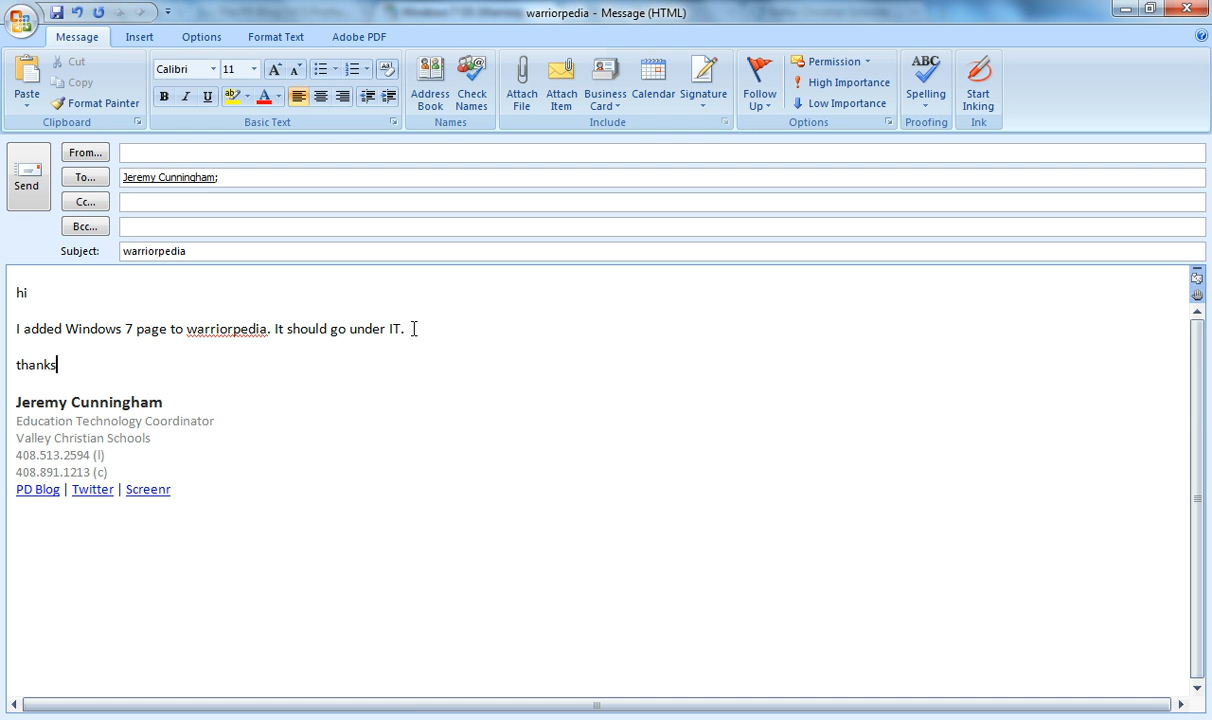 warriorpedia - Message (HTML)
Message Insert Options Format Text Adobe PDF
Paste
Cut
Copy
Format Painter
Clipboard
Calibri 11
B I U
Basic Text
Address Book
Check Names
Names
Attach File
Attach Item
Business Card
Calendar
Signature
Include
Follow Up
Permission
High Importance
Low Importance
Options
ABC
Spelling
Proofing
Start Inking
Ink
Send
From...
To... Jeremy Cunningham;
Cc...
Bcc...
Subject: warriorpedia
hi
I added Windows 7 page to warriorpedia. It should go under IT.
thanks
Jeremy Cunningham
Education Technology Coordinator
Valley Christian Schools
408.513.2594 (l)
408.891.1213 (c)
PD Blog | Twitter | Screenr